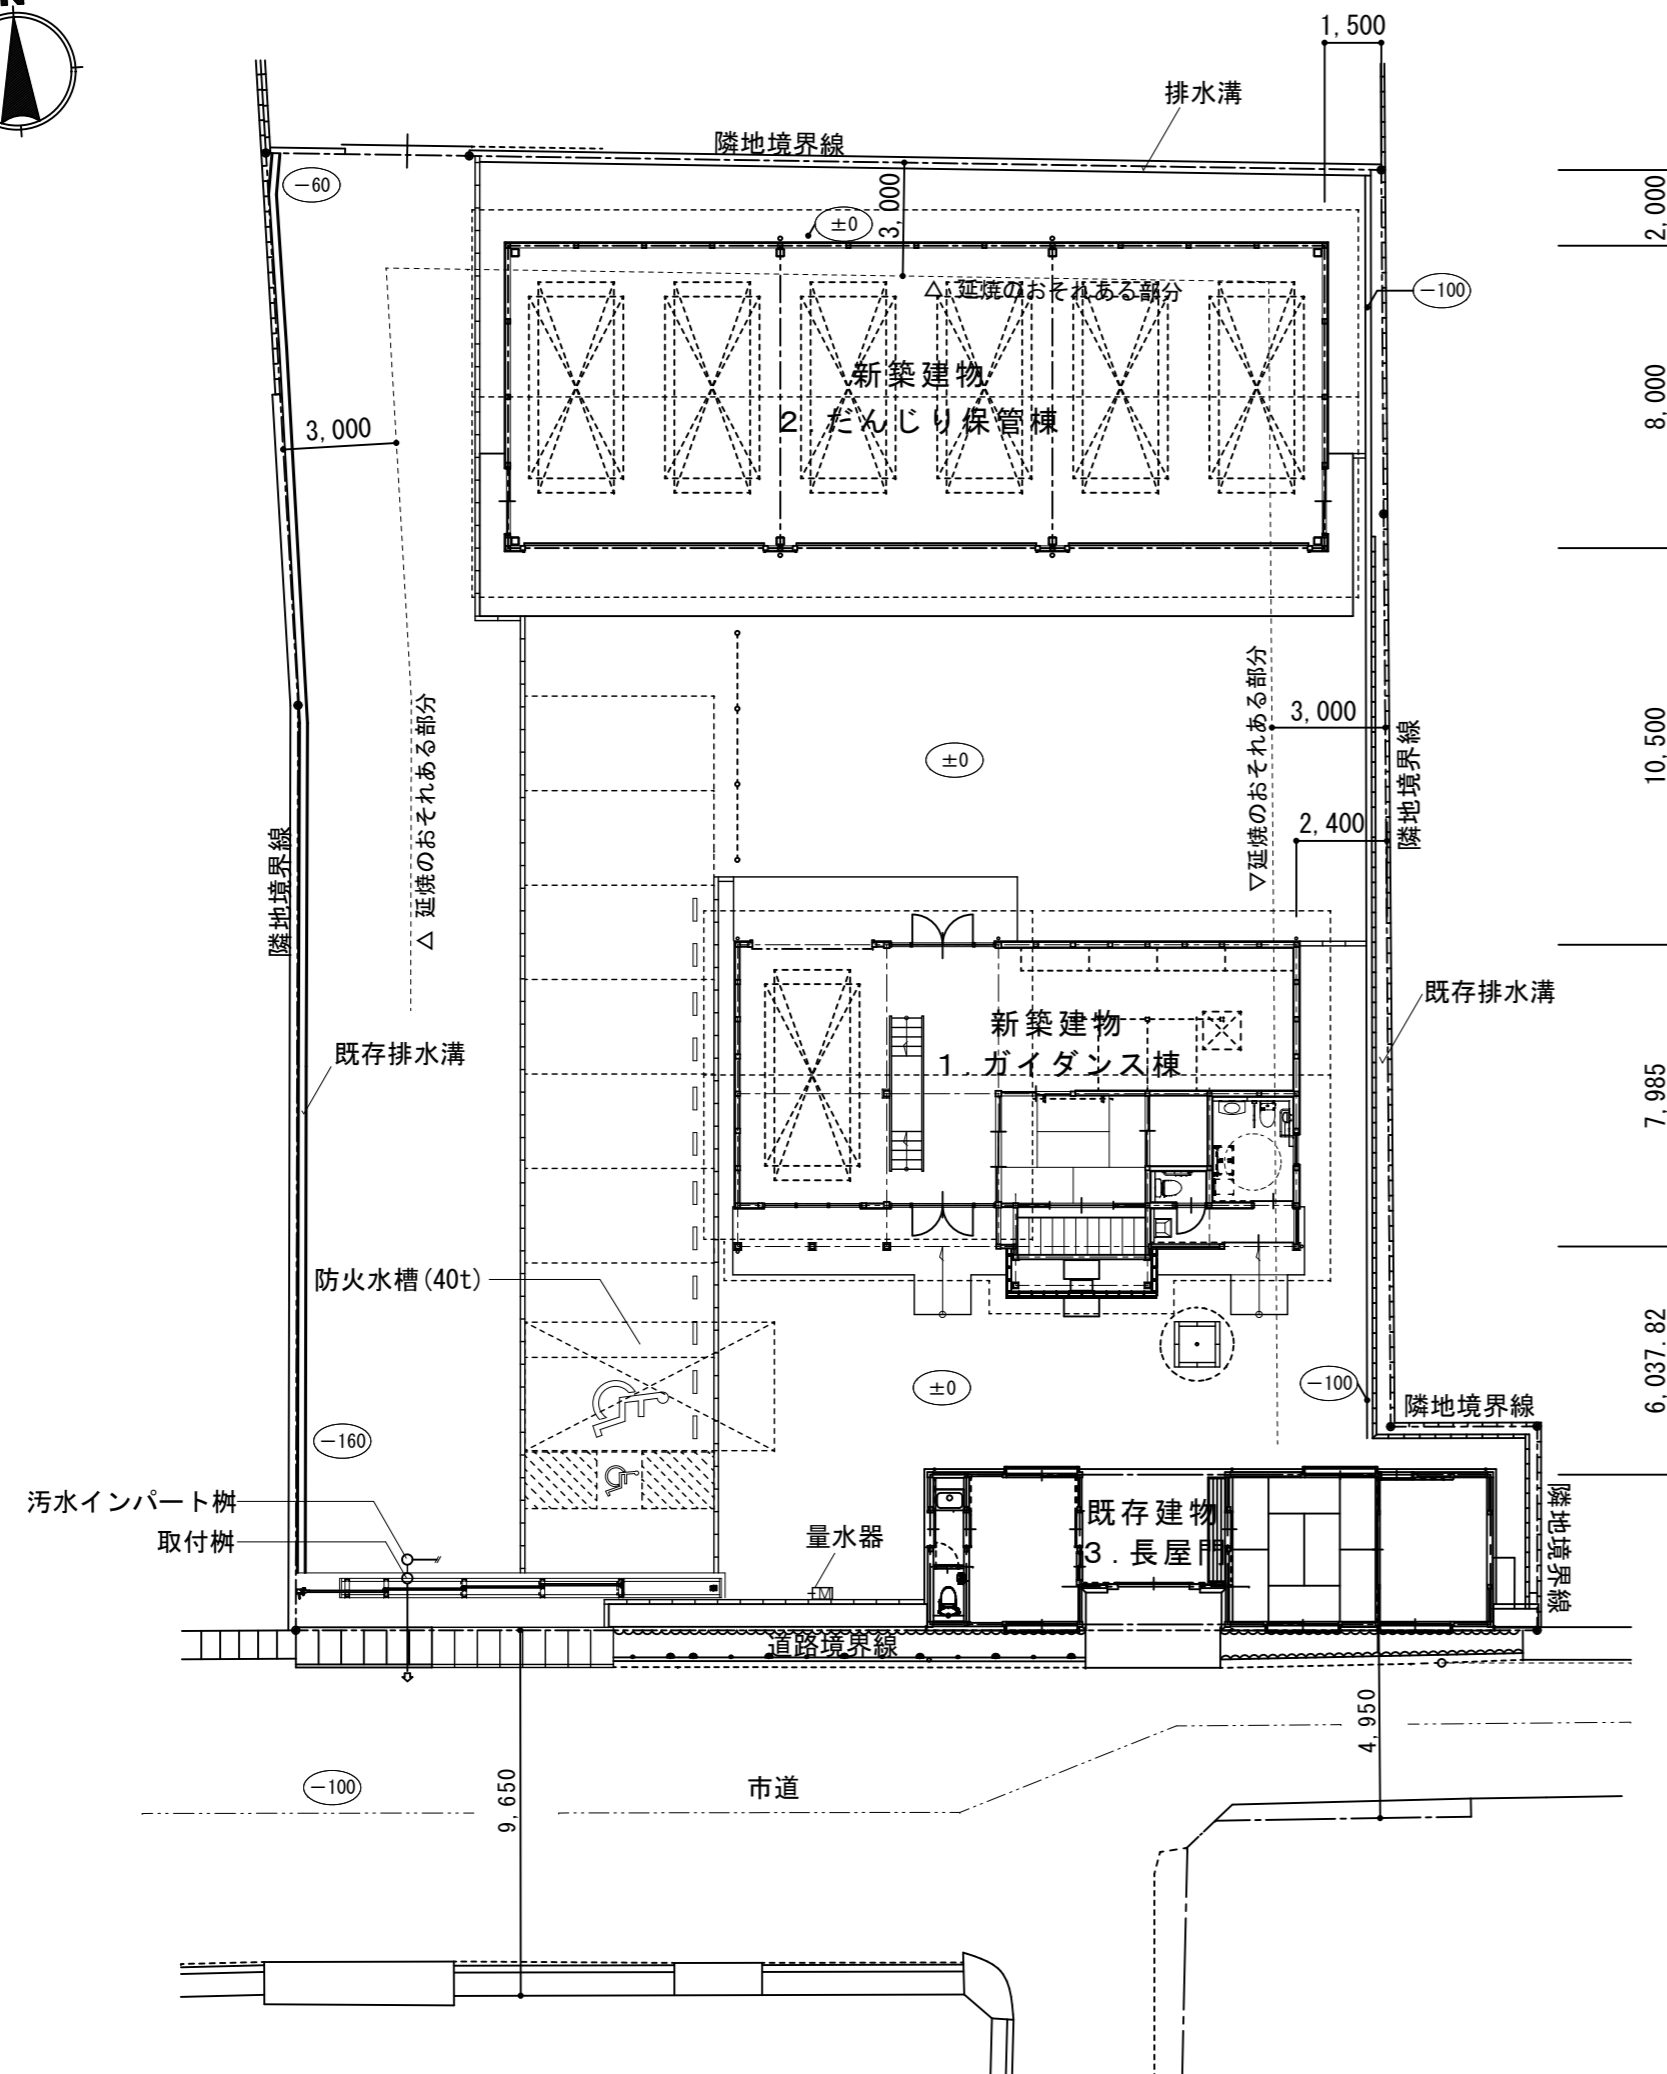 N
1,500
排水溝
隣地境界線
-60
3,000
±0
2,000
△ 延焼のおそれある部分
-100
新築建物
2.だんじり保管棟
8,000
3,000
△ 延焼のおそれある部分
▽延焼のおそれある部分
3,000
隣地境界線
±0
10,500
2,400
隣地境界線
既存排水溝
新築建物
1.ガイダンス棟
既存排水溝
7,985
防火水槽(40t)
±0
-100
6,037.82
隣地境界線
-160
汚水インパート桝
取付桝
量水器
M
既存建物
3.長屋門
隣地境界線
道路境界線
4,950
-100
9,650
市道